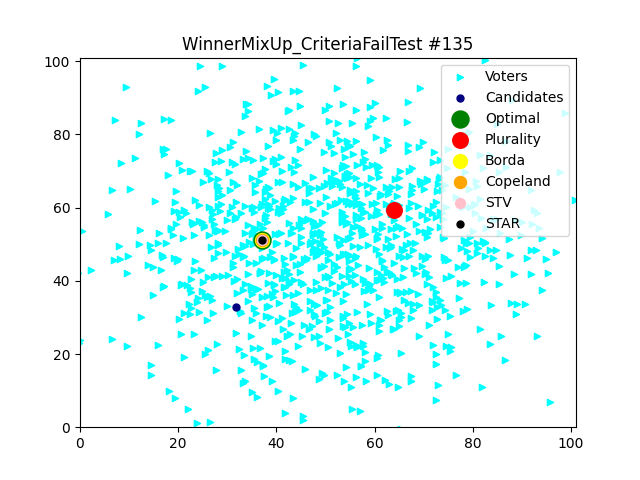 WinnerMixUp_CriteriaFailTest #135
100
80
60
40
20
0
0 20 40 60 80 100
Voters
Candidates
Optimal
Plurality
Borda
Copeland
STV
STAR